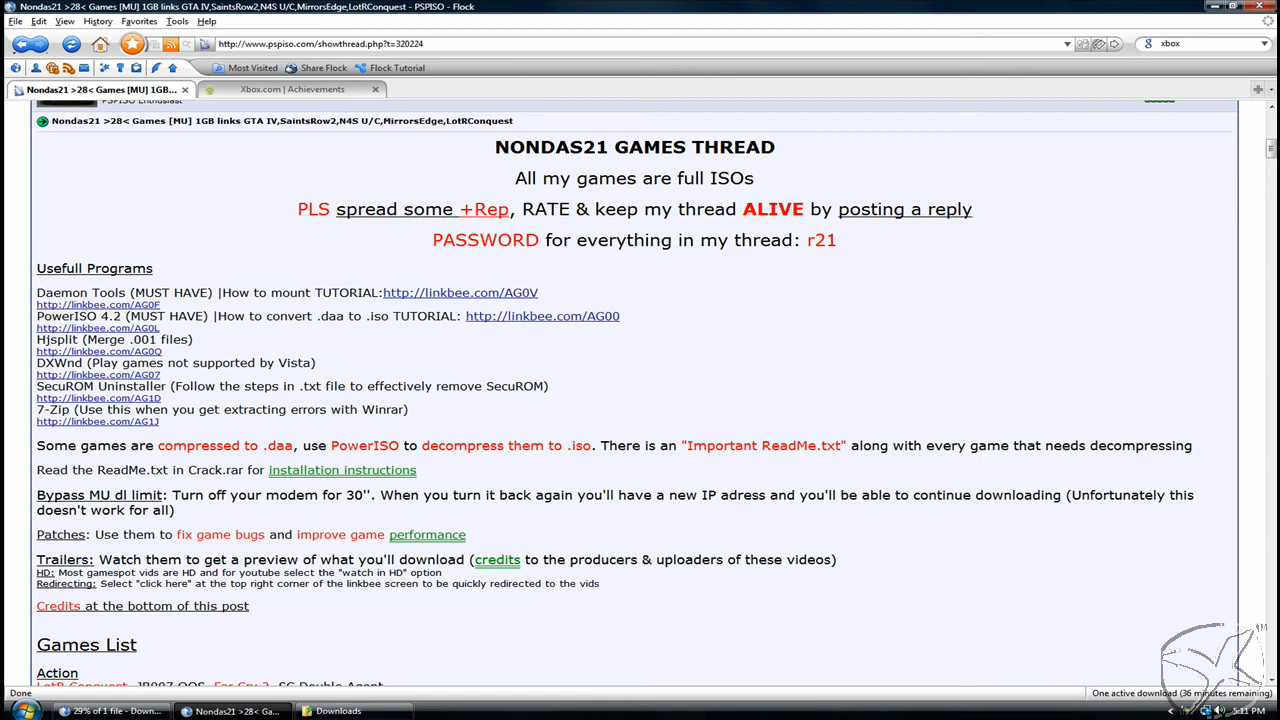 Nondas21 >28< Games [MU] 1GB links GTA IV,SaintsRow2,N4S U/C,MirrorsEdge,LotRConquest - PSPISO - Flock
File Edit View History Favorites Tools Help
http://www.pspiso.com/showthread.php?t=320224
xbox
Most Visited Share Flock Flock Tutorial
Nondas21 >28< Games [MU] 1GB...
Xbox.com | Achievements
PSPISO Enthusiast
Nondas21 >28< Games [MU] 1GB links GTA IV,SaintsRow2,N4S U/C,MirrorsEdge,LotRConquest
NONDAS21 GAMES THREAD
All my games are full ISOs
PLS spread some +Rep, RATE & keep my thread ALIVE by posting a reply
PASSWORD for everything in my thread: r21
Usefull Programs
Daemon Tools (MUST HAVE) |How to mount TUTORIAL:http://linkbee.com/AG0V
http://linkbee.com/AG0F
PowerISO 4.2 (MUST HAVE) |How to convert .daa to .iso TUTORIAL: http://linkbee.com/AG00
http://linkbee.com/AG0L
Hjsplit (Merge .001 files)
http://linkbee.com/AG0Q
DXWnd (Play games not supported by Vista)
http://linkbee.com/AG07
SecuROM Uninstaller (Follow the steps in .txt file to effectively remove SecuROM)
http://linkbee.com/AG1D
7-Zip (Use this when you get extracting errors with Winrar)
http://linkbee.com/AG1J
Some games are compressed to .daa, use PowerISO to decompress them to .iso. There is an "Important ReadMe.txt" along with every game that needs decompressing
Read the ReadMe.txt in Crack.rar for installation instructions
Bypass MU dl limit: Turn off your modem for 30''. When you turn it back again you'll have a new IP adress and you'll be able to continue downloading (Unfortunately this
doesn't work for all)
Patches: Use them to fix game bugs and improve game performance
Trailers: Watch them to get a preview of what you'll download (credits to the producers & uploaders of these videos)
HD: Most gamespot vids are HD and for youtube select the "watch in HD" option
Redirecting: Select "click here" at the top right corner of the linkbee screen to be quickly redirected to the vids
Credits at the bottom of this post
Games List
Action
LotR Conquest, JB007 QOS, Far Cry 2, SC Double Agent
Done
One active download (36 minutes remaining)
29% of 1 file - Down...
Nondas21 >28< Ga...
Downloads
5:11 PM